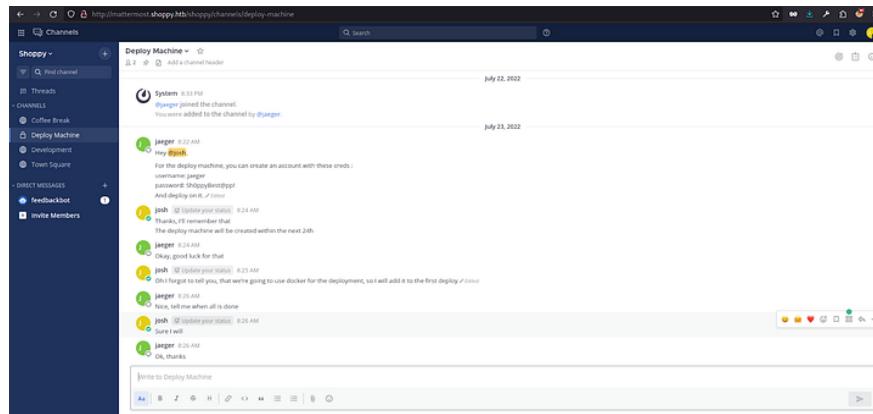 http://mattermost.shoppy.htb/shoppy/channels/deploy-machine
Channels
Search
Shoppy
Find channel
Threads
CHANNELS
Coffee Break
Deploy Machine
Development
Town Square
DIRECT MESSAGES
feedbackbot
1
Invite Members
Deploy Machine
2 Add a channel header
July 22, 2022
System 8:33 PM
@jaeger joined the channel.
You were added to the channel by @jaeger.
July 23, 2022
jaeger 8:22 AM
Hey @josh,
For the deploy machine, you can create an account with these creds :
username: jaeger
password: Sh0ppyBest@pp!
And deploy on it. Edited
josh Update your status 8:24 AM
Thanks, I'll remember that
The deploy machine will be created within the next 24h
jaeger 8:24 AM
Okay, good luck for that
josh Update your status 8:25 AM
Oh I forgot to tell you, that we're going to use docker for the deployment, so I will add it to the first deploy Edited
jaeger 8:26 AM
Nice, tell me when all is done
josh Update your status 8:26 AM
Sure I will
jaeger 8:26 AM
Ok, thanks
Write to Deploy Machine
Aa B I S H